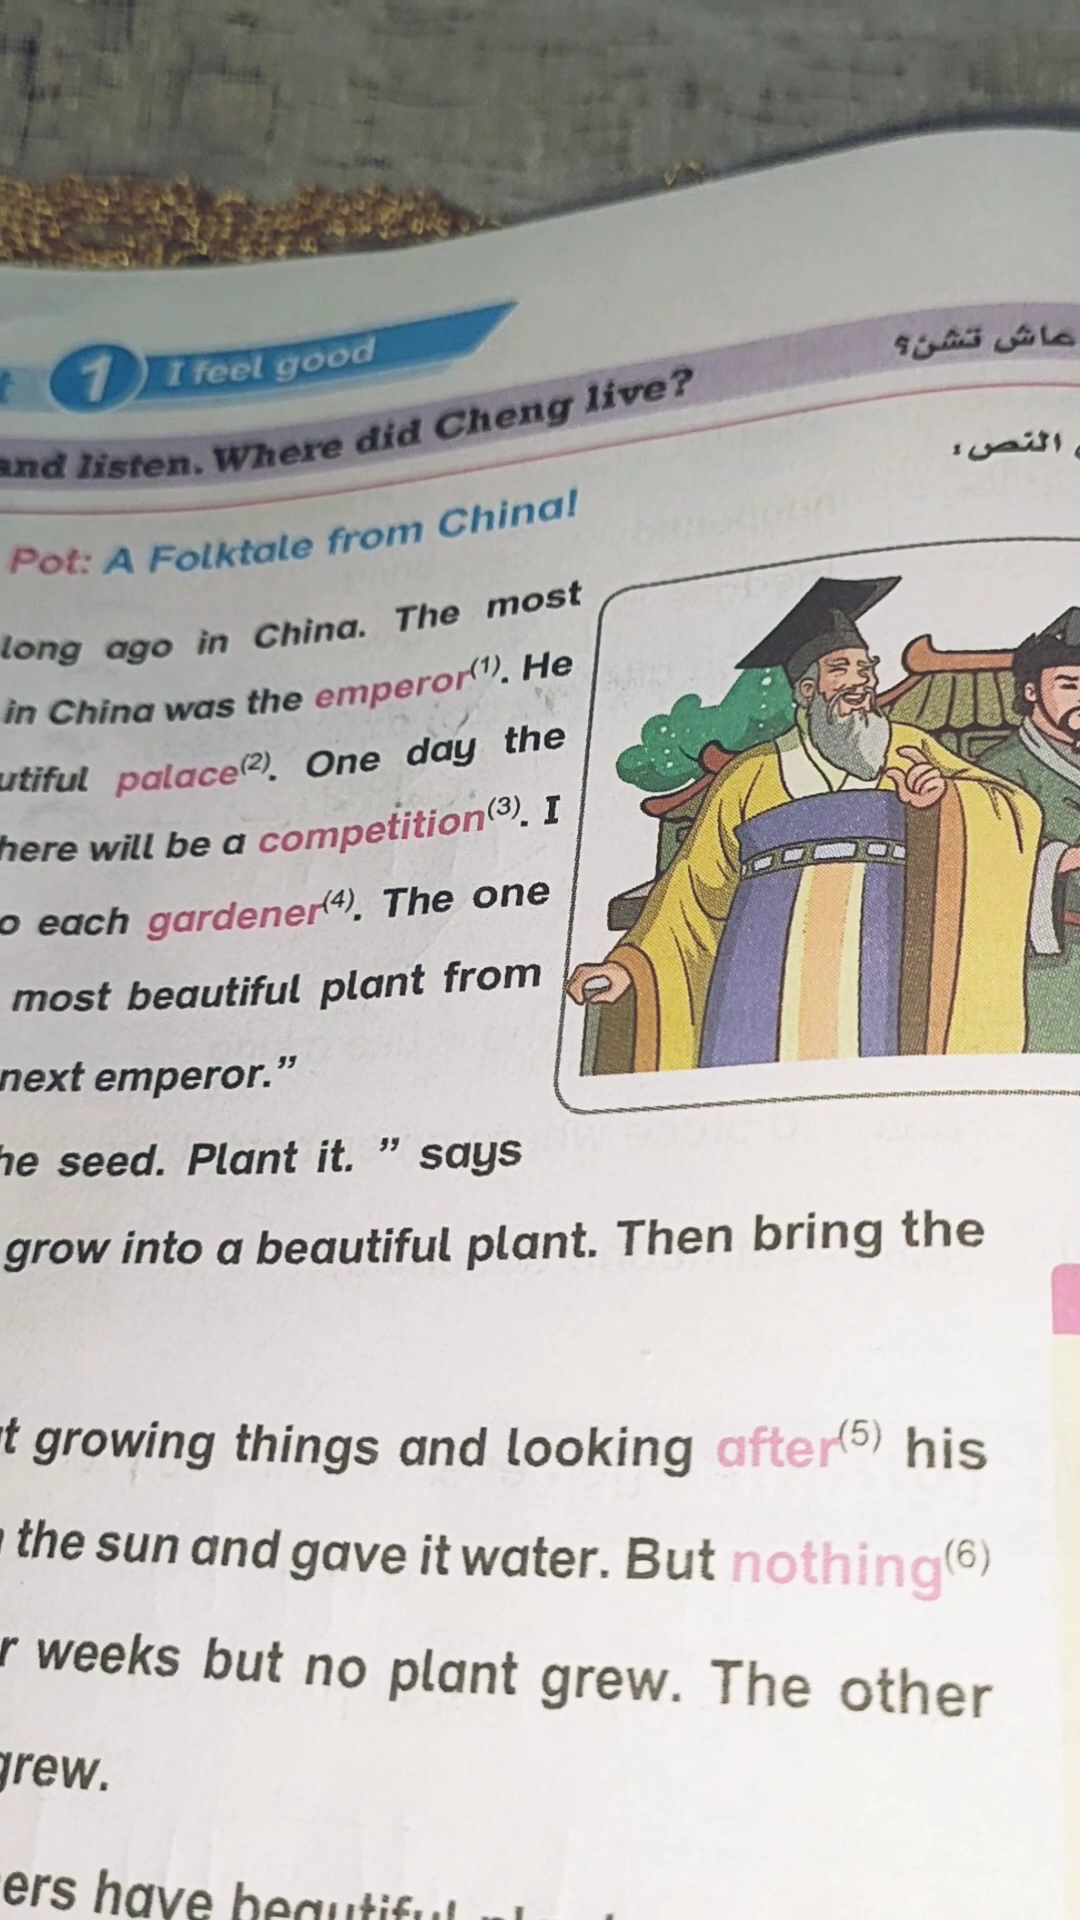 1 I feel good
عاش تشن؟
and listen. Where did Cheng live?
النص:
Pot: A Folktale from China!
long ago in China. The most
in China was the emperor(1). He
palace(2). One day the
here will be a competition(3). I
o each gardener(4). The one
most beautiful plant from
next emperor.”
he seed. Plant it. ” says
grow into a beautiful plant. Then bring the
t growing things and looking after(5) his
the sun and gave it water. But nothing(6)
r weeks but no plant grew. The other
grew.
ers have beautiful